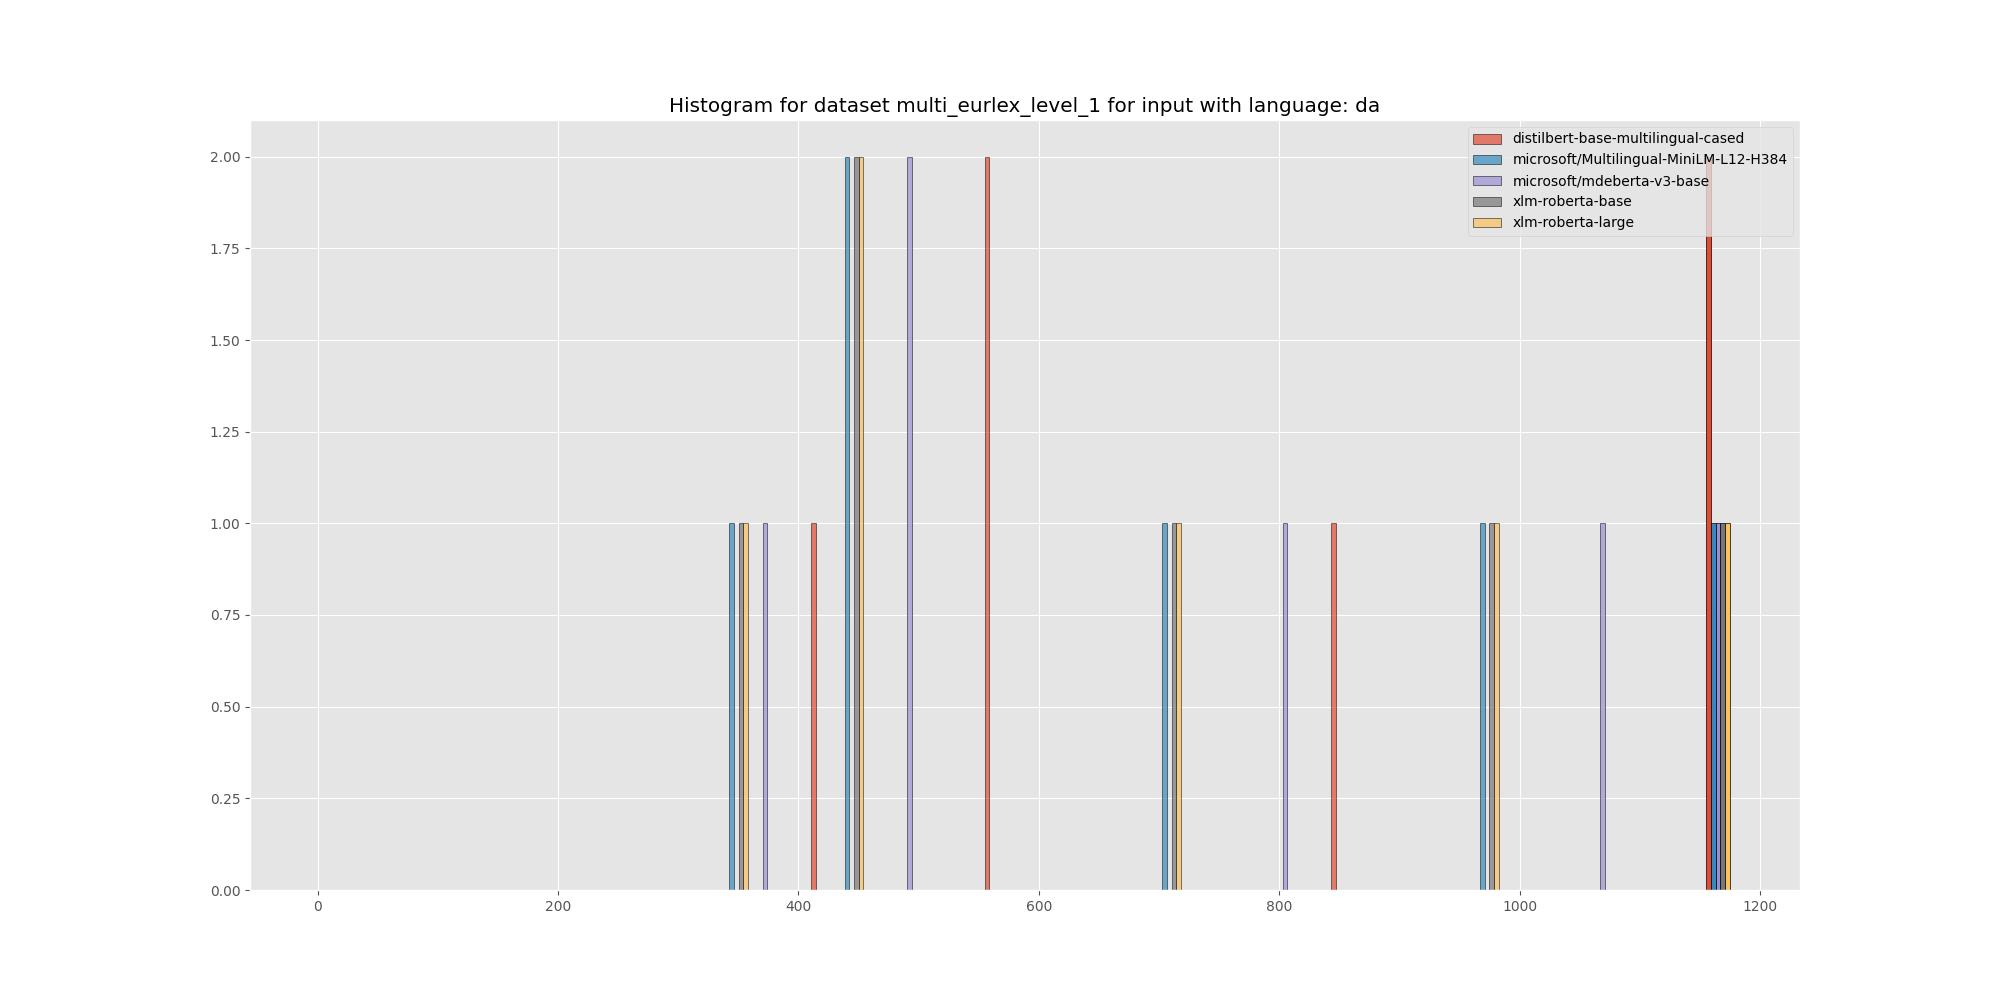 Histogram for dataset multi_eurlex_level_1 for input with language: da
distilbert-base-multilingual-cased
microsoft/Multilingual-MiniLM-L12-H384
microsoft/mdeberta-v3-base
xlm-roberta-base
xlm-roberta-large
2.00
1.75
1.50
1.25
1.00
0.75
0.50
0.25
0.00
0 200 400 600 800 1000 1200